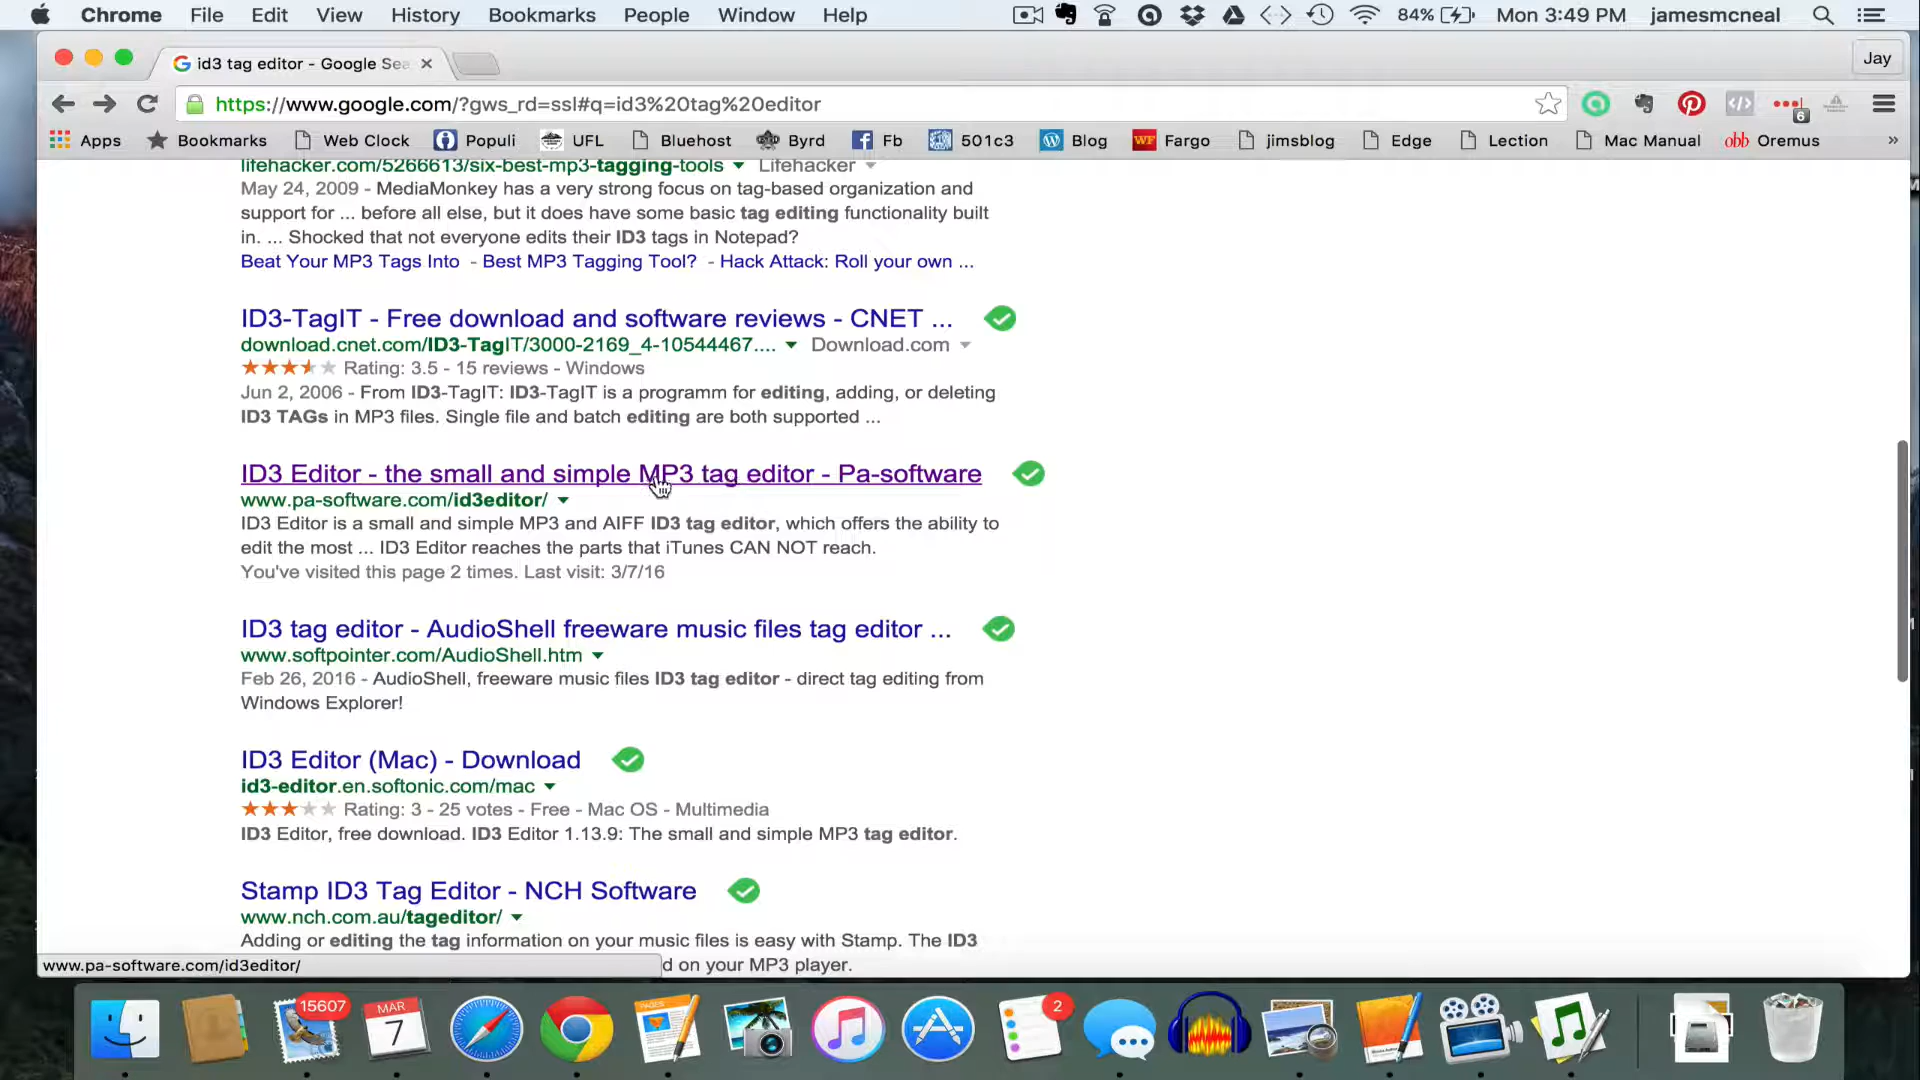 Chrome File Edit View History Bookmarks People Window Help 84% Mon 3:49 PM jamesmcneal
id3 tag editor - Google Sea Jay
https://www.google.com/?gws_rd=ssl#q=id3%20tag%20editor 6
Apps Bookmarks Web Clock Populi UFL Bluehost Byrd Fb 501c3 Blog Fargo jimsblog Edge Lection Mac Manual obb Oremus »
lifehacker.com/5266613/six-best-mp3-tagging-tools Lifehacker
May 24, 2009 - MediaMonkey has a very strong focus on tag-based organization and
support for ... before all else, but it does have some basic tag editing functionality built
in. ... Shocked that not everyone edits their ID3 tags in Notepad?
Beat Your MP3 Tags Into - Best MP3 Tagging Tool? - Hack Attack: Roll your own ...
ID3-TagIT - Free download and software reviews - CNET ...
download.cnet.com/ID3-TagIT/3000-2169_4-10544467.... Download.com
Rating: 3.5 - 15 reviews - Windows
Jun 2, 2006 - From ID3-TagIT: ID3-TagIT is a programm for editing, adding, or deleting
ID3 TAGs in MP3 files. Single file and batch editing are both supported ...
ID3 Editor - the small and simple MP3 tag editor - Pa-software
www.pa-software.com/id3editor/
ID3 Editor is a small and simple MP3 and AIFF ID3 tag editor, which offers the ability to
edit the most ... ID3 Editor reaches the parts that iTunes CAN NOT reach.
You've visited this page 2 times. Last visit: 3/7/16
ID3 tag editor - AudioShell freeware music files tag editor ...
www.softpointer.com/AudioShell.htm
Feb 26, 2016 - AudioShell, freeware music files ID3 tag editor - direct tag editing from
Windows Explorer!
ID3 Editor (Mac) - Download
id3-editor.en.softonic.com/mac
Rating: 3 - 25 votes - Free - Mac OS - Multimedia
ID3 Editor, free download. ID3 Editor 1.13.9: The small and simple MP3 tag editor.
Stamp ID3 Tag Editor - NCH Software
www.nch.com.au/tageditor/
Adding or editing the tag information on your music files is easy with Stamp. The ID3
www.pa-software.com/id3editor/ d on your MP3 player.
15607 MAR 7 PAGES 2